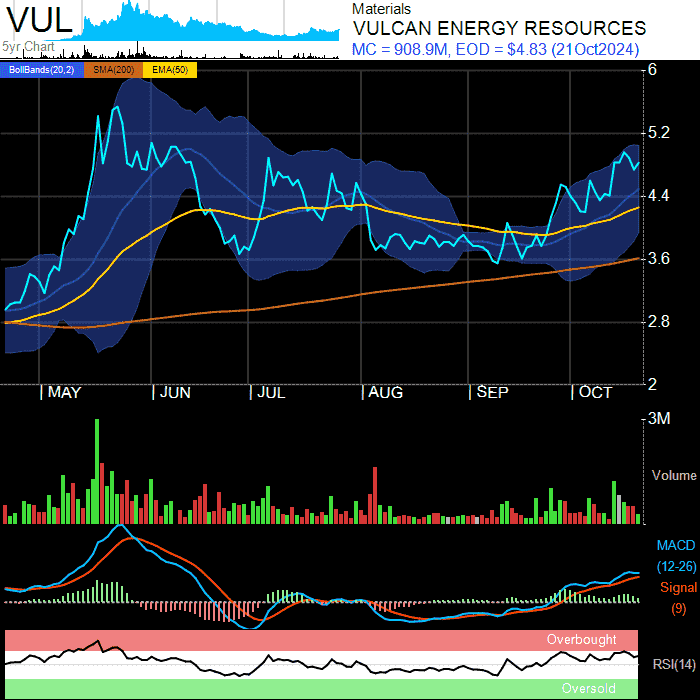 VUL
5yr Chart
Materials
VULCAN ENERGY RESOURCES
MC = 908.9M, EOD = $4.83 (21Oct2024)
BollBands(20,2) SMA(200) EMA(50)
6
5.2
4.4
3.6
2.8
2
MAY JUN JUL AUG SEP OCT
3M
Volume
MACD
(12-26)
Signal
(9)
Overbought
RSI(14)
Oversold